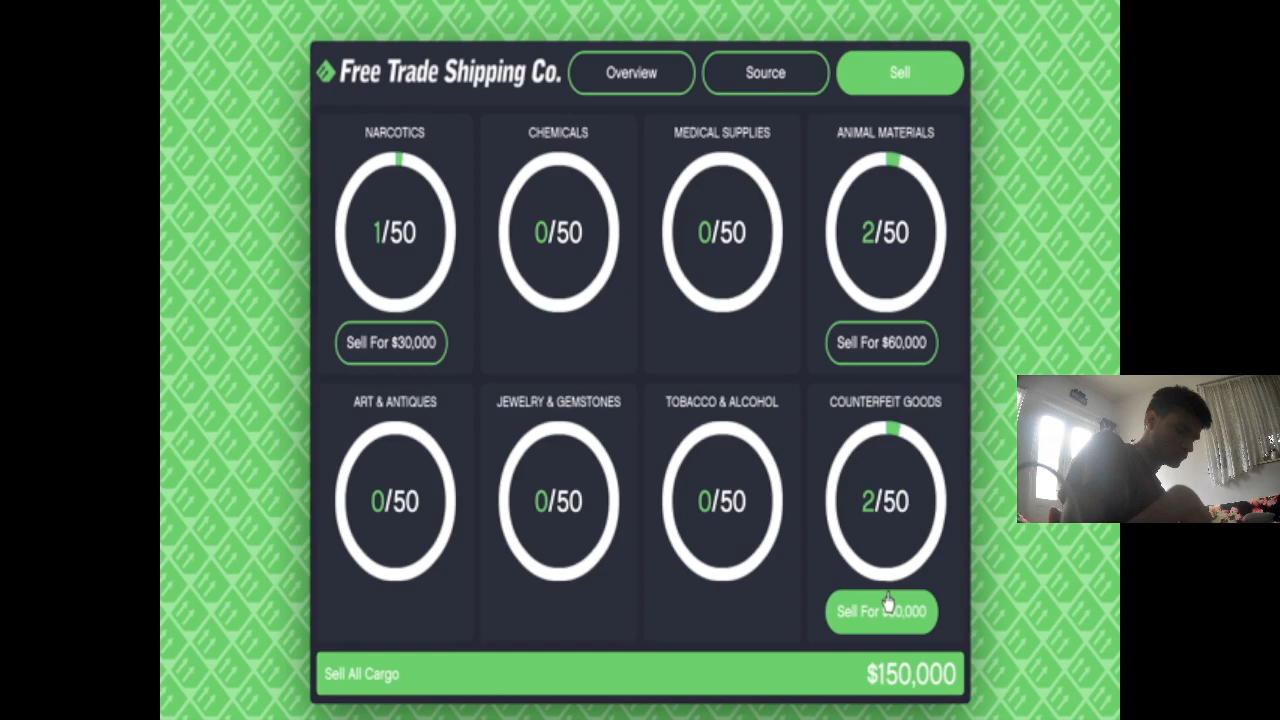 Free Trade Shipping Co.
Overview
Source
Sell
NARCOTICS
CHEMICALS
MEDICAL SUPPLIES
ANIMAL MATERIALS
1/50
0/50
0/50
2/50
Sell For $30,000
Sell For $60,000
ART & ANTIQUES
JEWELRY & GEMSTONES
TOBACCO & ALCOHOL
COUNTERFEIT GOODS
0/50
0/50
0/50
2/50
Sell For
Sell All Cargo
$150,000